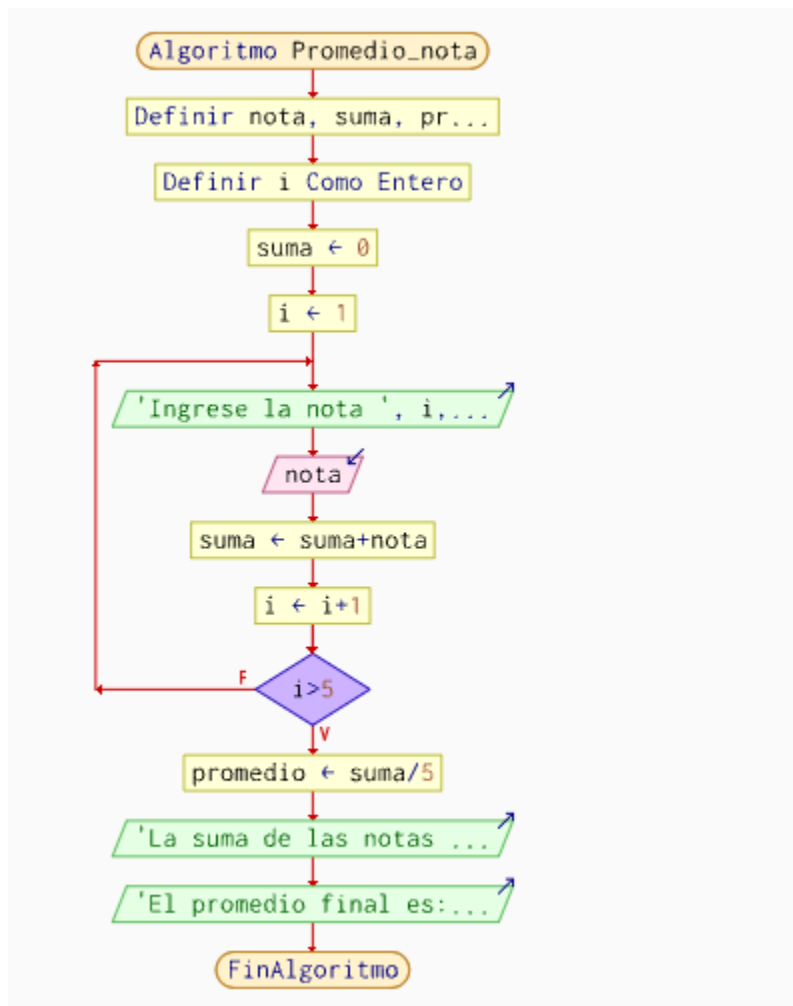 Algoritmo Promedio_nota
Definir nota, suma, pr...
Definir i Como Entero
suma ← 0
i ← 1
'Ingrese la nota ', i,...
nota
suma ← suma+nota
i ← i+1
i>5
F
V
promedio ← suma/5
'La suma de las notas ...
'El promedio final es:...
FinAlgoritmo